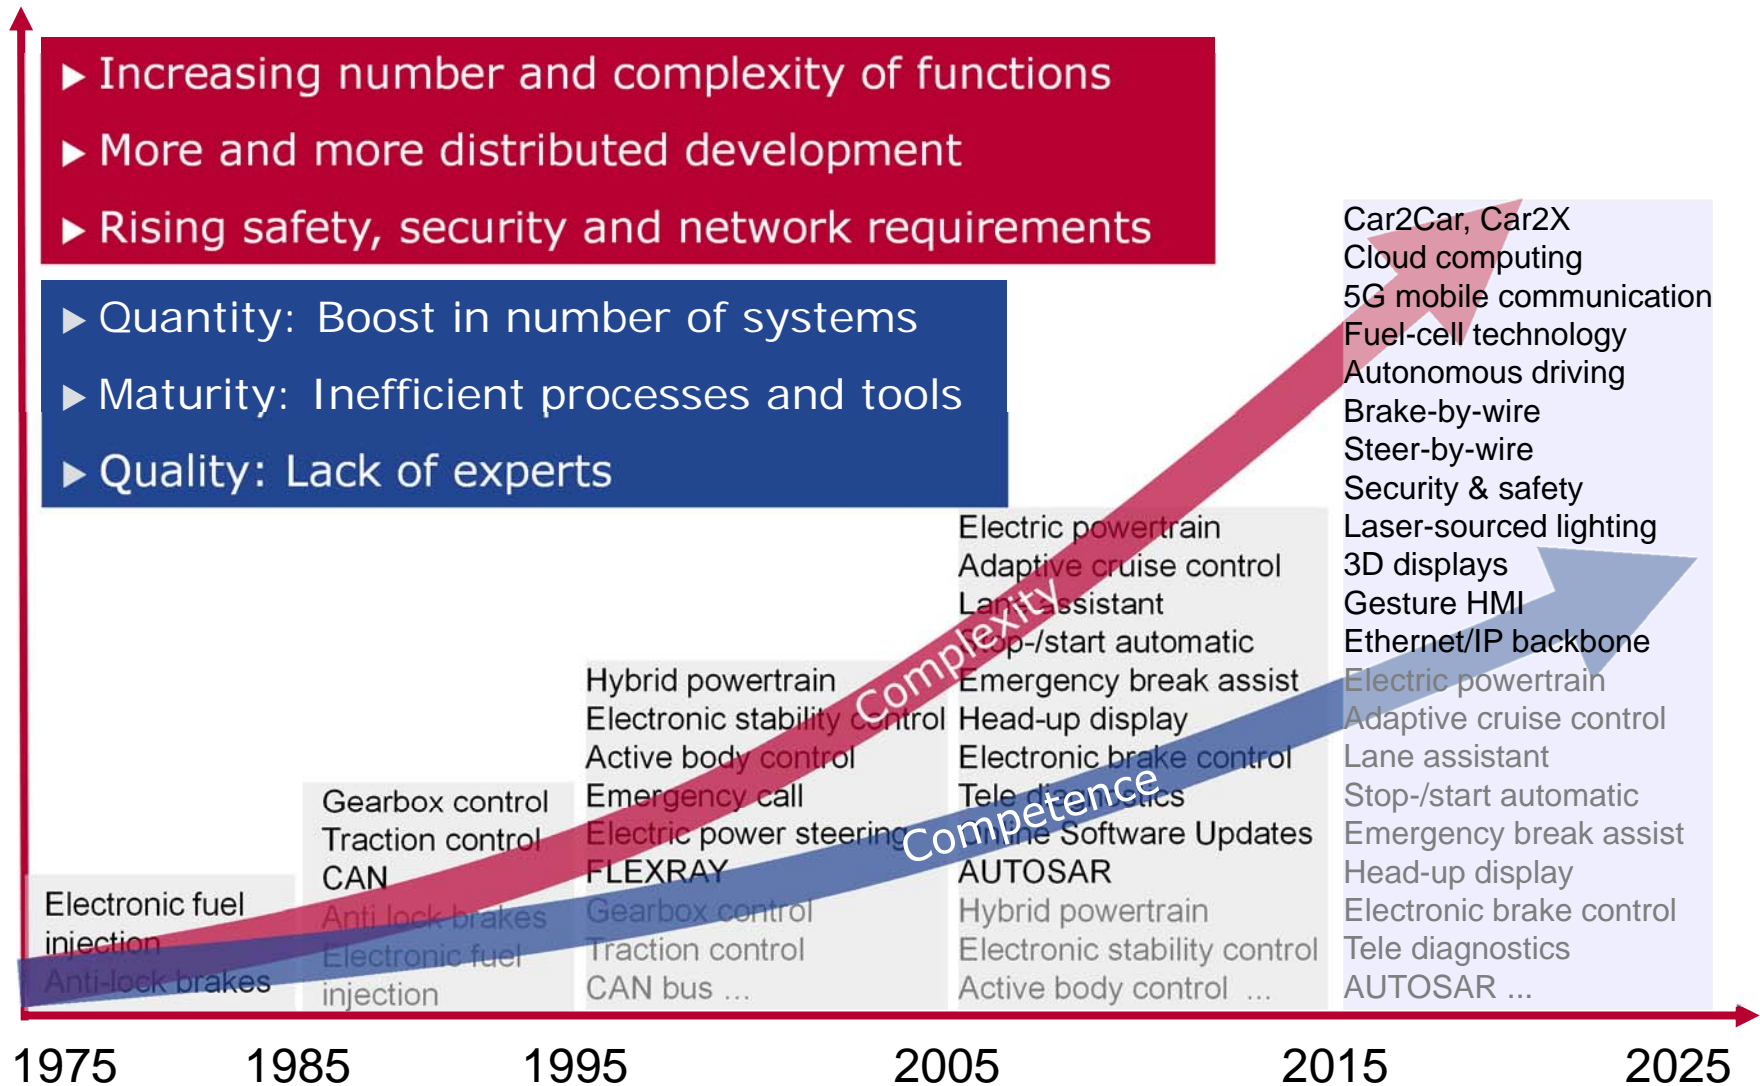 ▶ Increasing number and complexity of functions
▶ More and more distributed development
▶ Rising safety, security and network requirements
▶ Quantity: Boost in number of systems
▶ Maturity: Inefficient processes and tools
▶ Quality: Lack of experts
Electronic fuel
injection
Anti-lock brakes
Gearbox control
Traction control
CAN
Anti lock brakes
Electronic fuel
injection
Hybrid powertrain
Electronic stability control
Active body control
Emergency call
Electric power steering
FLEXRAY
Gearbox control
Traction control
CAN bus ...
Electric powertrain
Adaptive cruise control
Lane assistant
Stop-/start automatic
Emergency break assist
Head-up display
Electronic brake control
Tele diagnostics
Online Software Updates
AUTOSAR
Hybrid powertrain
Electronic stability control
Active body control ...
Car2Car, Car2X
Cloud computing
5G mobile communication
Fuel-cell technology
Autonomous driving
Brake-by-wire
Steer-by-wire
Security & safety
Laser-sourced lighting
3D displays
Gesture HMI
Ethernet/IP backbone
Electric powertrain
Adaptive cruise control
Lane assistant
Stop-/start automatic
Emergency break assist
Head-up display
Electronic brake control
Tele diagnostics
AUTOSAR ...
Complexity
Competence
1975 1985 1995 2005 2015 2025